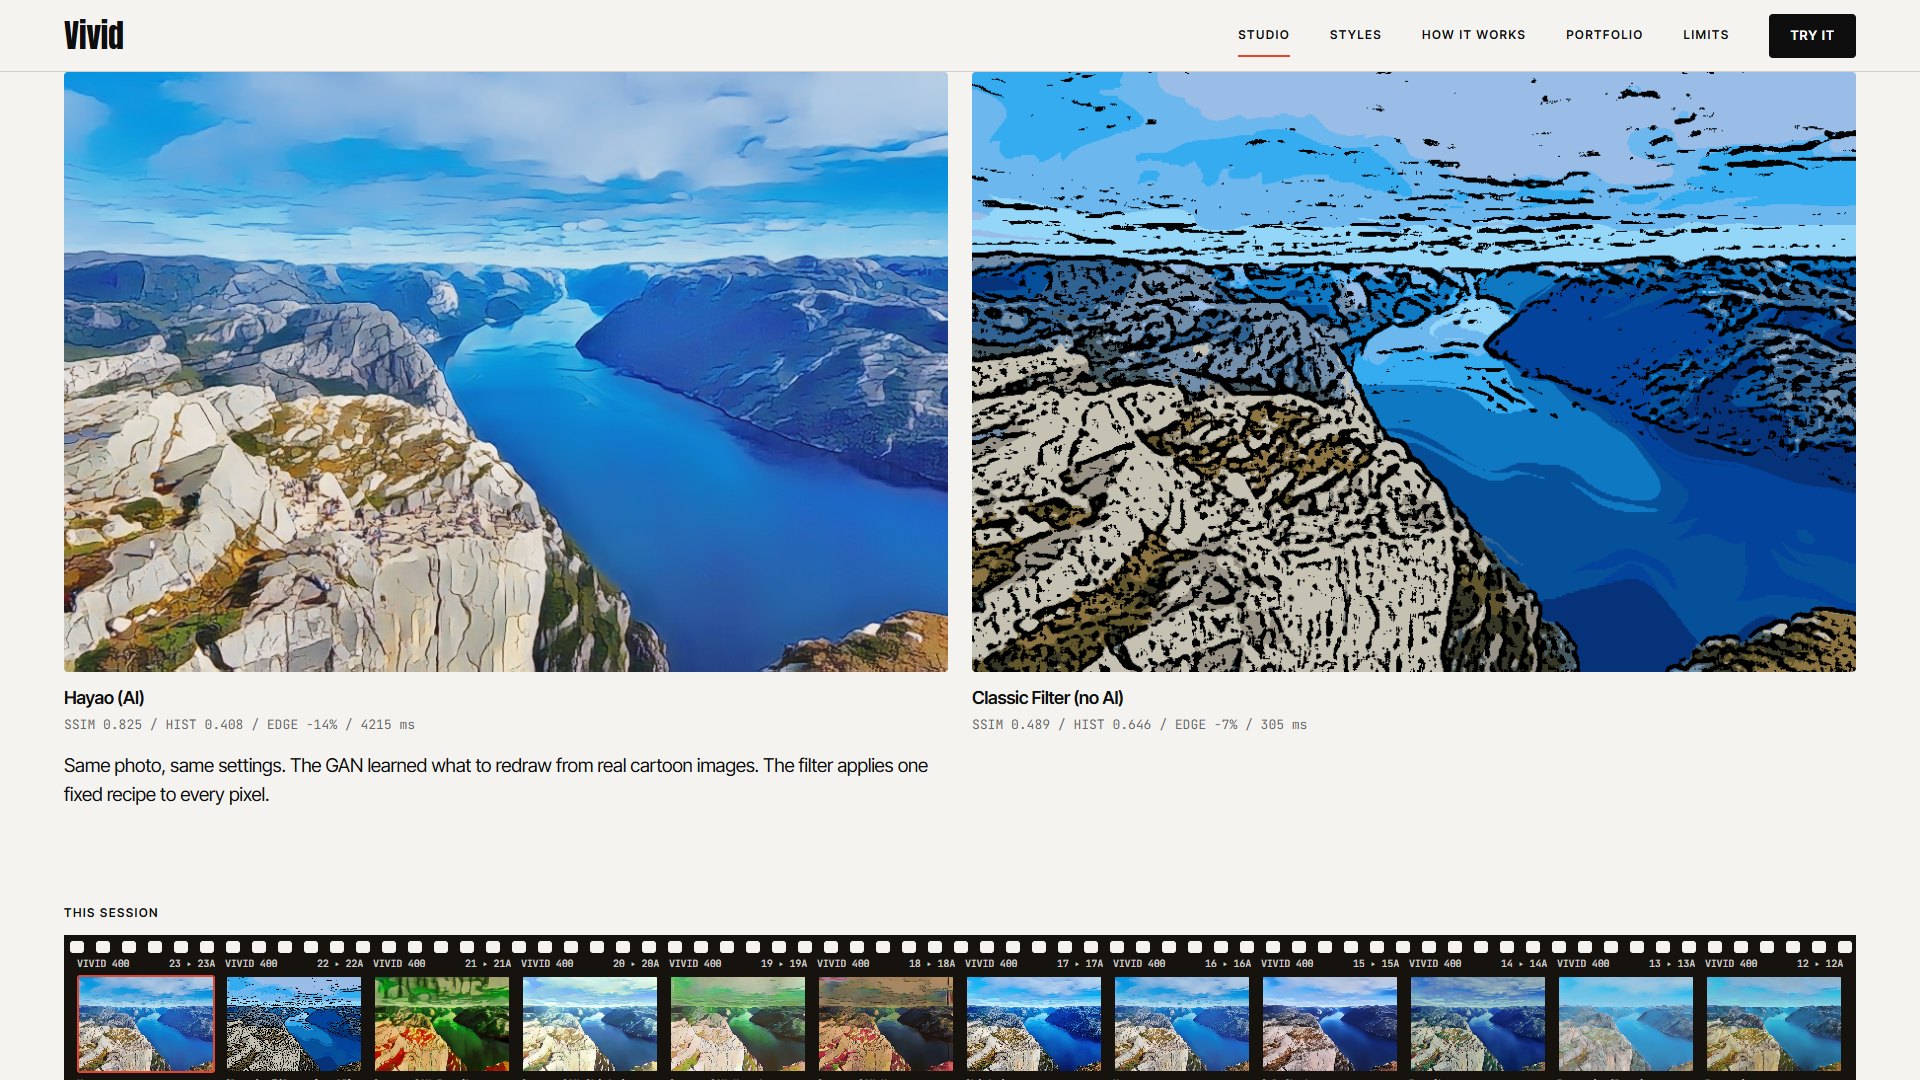 Vivid
STUDIO
STYLES
HOW IT WORKS
PORTFOLIO
LIMITS
TRY IT
Hayao (AI)
SSIM 0.825 / HIST 0.408 / EDGE -14% / 4215 ms
Classic Filter (no AI)
SSIM 0.489 / HIST 0.646 / EDGE -7% / 305 ms
Same photo, same settings. The GAN learned what to redraw from real cartoon images. The filter applies one
fixed recipe to every pixel.
THIS SESSION
VIVID 400 23 ▸ 23A
VIVID 400 22 ▸ 22A
VIVID 400 21 ▸ 21A
VIVID 400 20 ▸ 20A
VIVID 400 19 ▸ 19A
VIVID 400 18 ▸ 18A
VIVID 400 17 ▸ 17A
VIVID 400 16 ▸ 16A
VIVID 400 15 ▸ 15A
VIVID 400 14 ▸ 14A
VIVID 400 13 ▸ 13A
VIVID 400 12 ▸ 12A